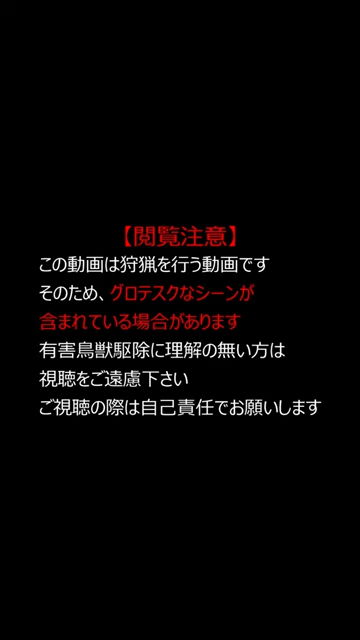 【閲覧注意】
この動画は狩猟を行う動画です
そのため、グロテスクなシーンが
含まれている場合があります
有害鳥獣駆除に理解の無い方は
視聴をご遠慮下さい
ご視聴の際は自己責任でお願いします